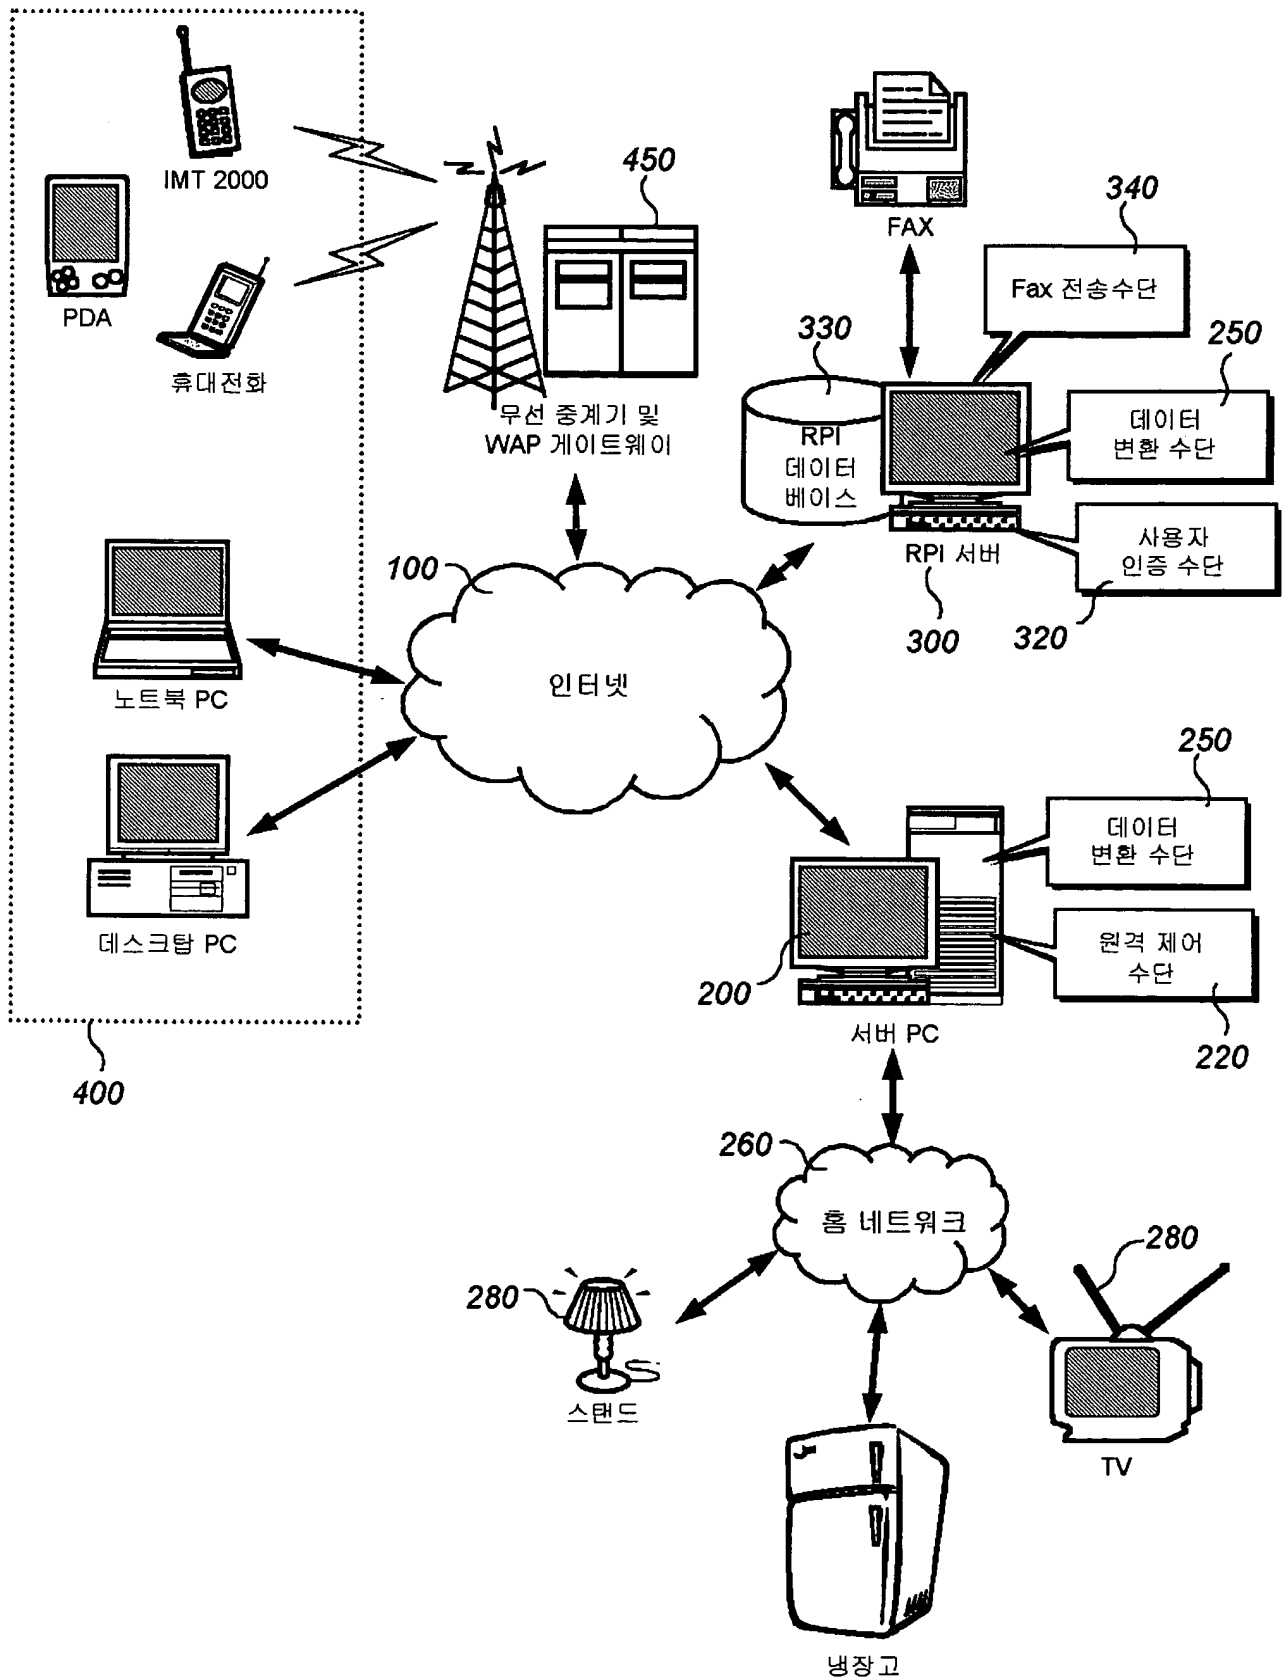 IMT 2000
PDA
휴대전화
450
무선 중계기 및
WAP 게이트웨이
FAX
340
Fax 전송수단
330
RPI
데이터
베이스
250
데이터
변환 수단
사용자
인증 수단
320
RPI 서버
300
100
인터넷
노트북 PC
데스크탑 PC
400
250
데이터
변환 수단
원격 제어
수단
220
200
서버 PC
260
홈 네트워크
280
스탠드
280
TV
냉장고